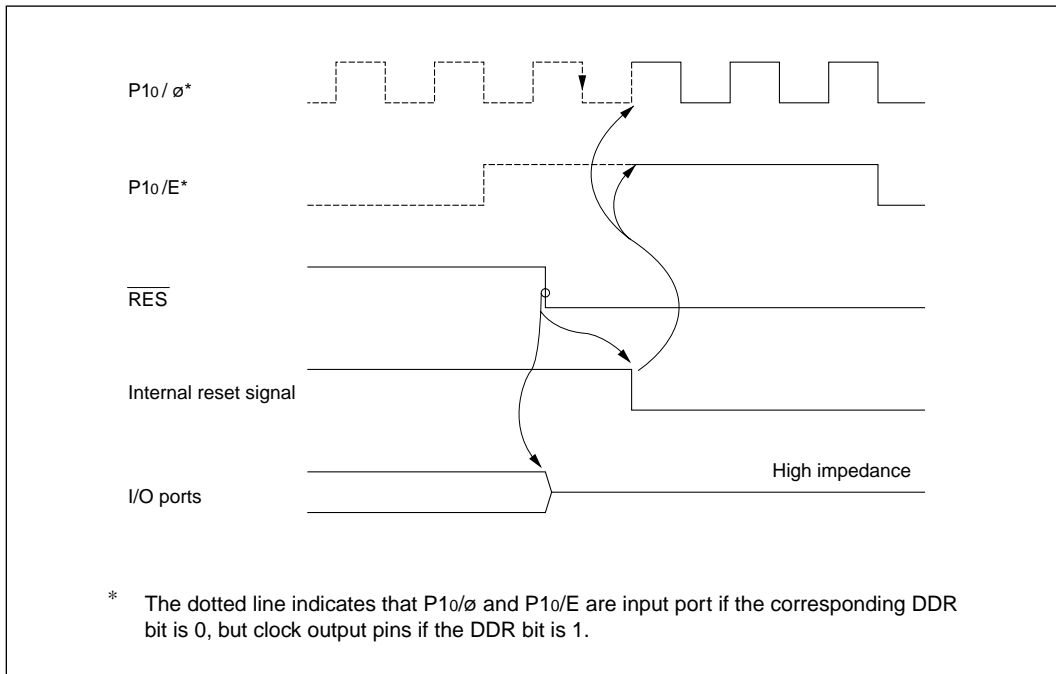 P10 / ø*
P10 /E*
RES
Internal reset signal
I/O ports
High impedance
* The dotted line indicates that P10/ø and P10/E are input port if the corresponding DDR
bit is 0, but clock output pins if the DDR bit is 1.